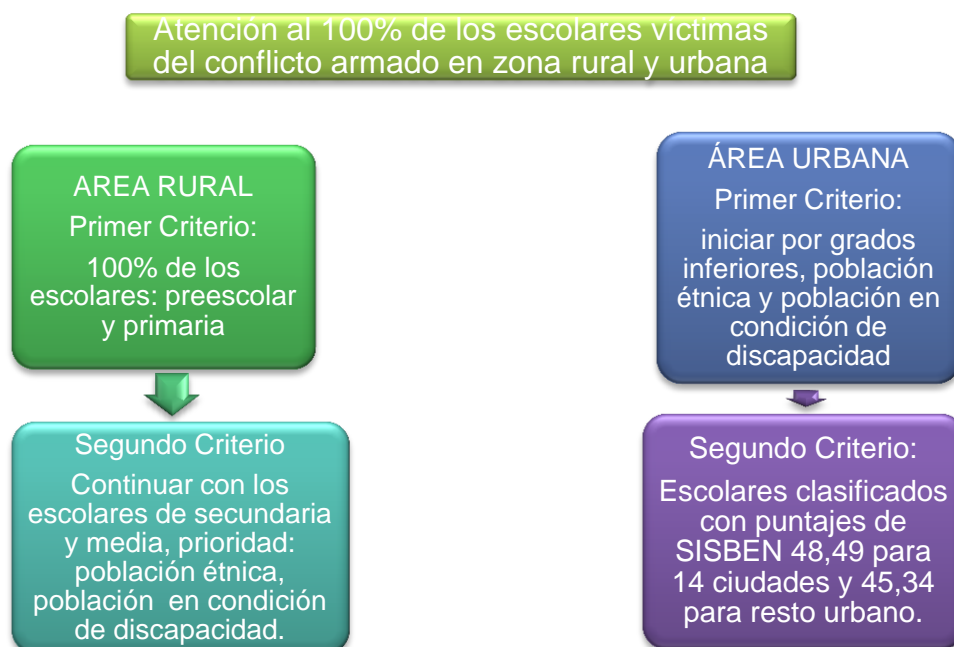 Atención al 100% de los escolares víctimas
del conflicto armado en zona rural y urbana
AREA RURAL
Primer Criterio:
100% de los
escolares: preescolar
y primaria
Segundo Criterio
Continuar con los
escolares de secundaria
y media, prioridad:
población étnica,
población en condición
de discapacidad.
ÁREA URBANA
Primer Criterio:
iniciar por grados
inferiores, población
étnica y población en
condición de
discapacidad
Segundo Criterio:
Escolares clasificados
con puntajes de
SISBEN 48,49 para
14 ciudades y 45,34
para resto urbano.